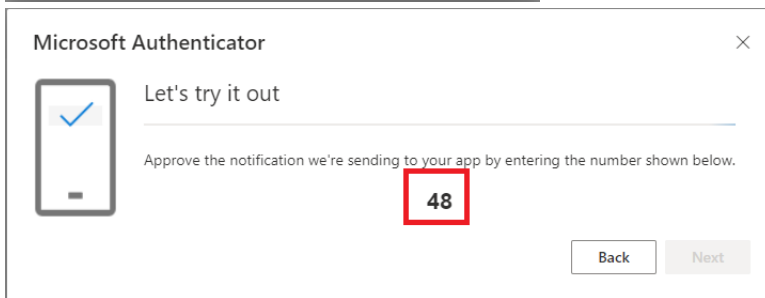 Microsoft Authenticator
Let's try it out
Approve the notification we're sending to your app by entering the number shown below.
48
Back Next